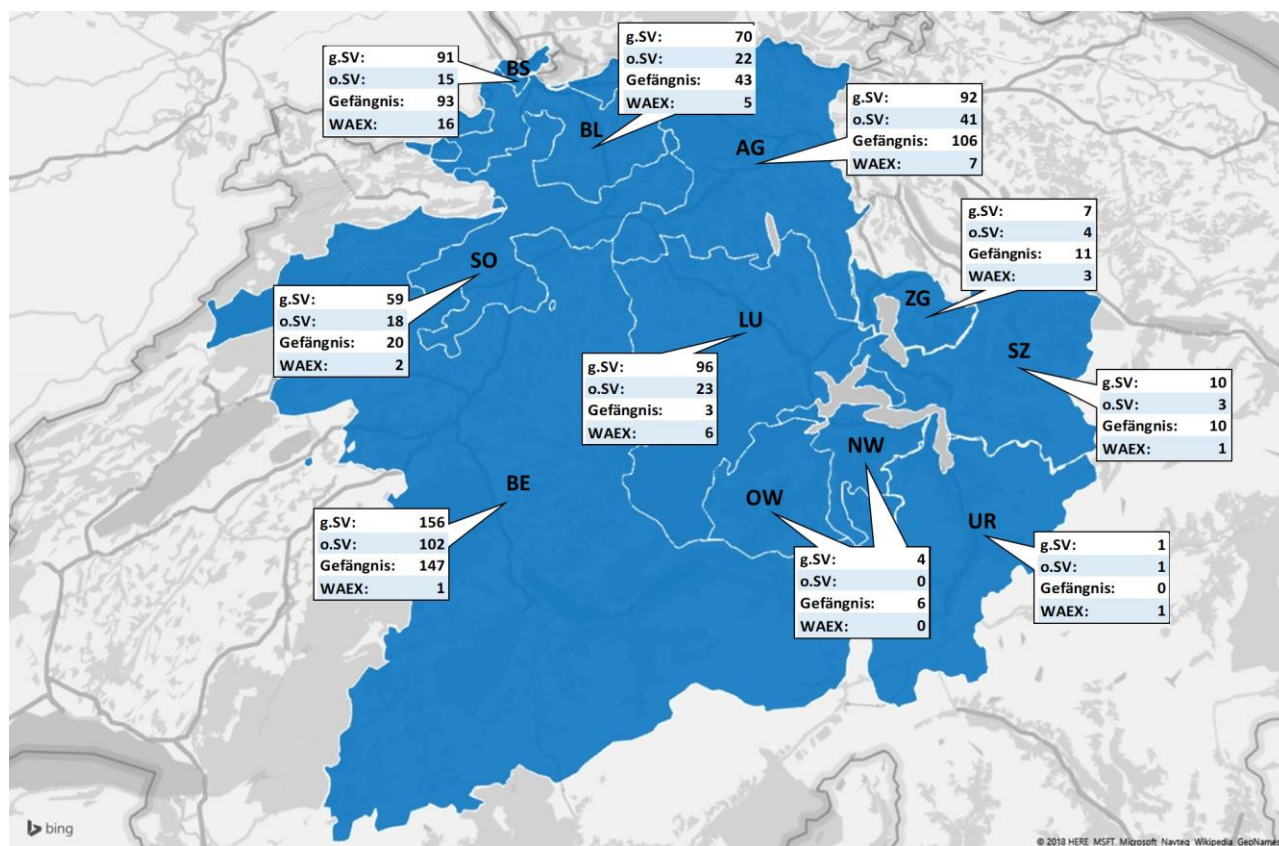 BS
g.SV: 91
o.SV: 15
Gefängnis: 93
WAEX: 16
BL
g.SV: 70
o.SV: 22
Gefängnis: 43
WAEX: 5
AG
g.SV: 92
o.SV: 41
Gefängnis: 106
WAEX: 7
ZG
g.SV: 7
o.SV: 4
Gefängnis: 11
WAEX: 3
SO
g.SV: 59
o.SV: 18
Gefängnis: 20
WAEX: 2
LU
g.SV: 96
o.SV: 23
Gefängnis: 3
WAEX: 6
SZ
g.SV: 10
o.SV: 3
Gefängnis: 10
WAEX: 1
BE
g.SV: 156
o.SV: 102
Gefängnis: 147
WAEX: 1
NW
OW
g.SV: 4
o.SV: 0
Gefängnis: 6
WAEX: 0
UR
g.SV: 1
o.SV: 1
Gefängnis: 0
WAEX: 1
bing
© 2018 HERE MSFT Microsoft Navteq Wikipedia GeoNames